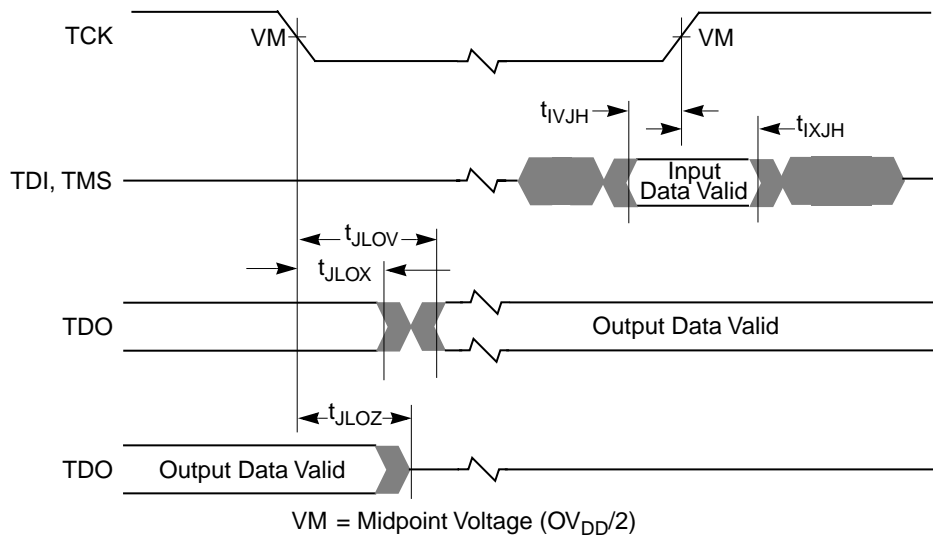 TCK
VM
VM
tIVJH
tIXJH
TDI, TMS
Input
Data Valid
tJLOV
tJLOX
TDO
Output Data Valid
tJLOZ
TDO
Output Data Valid
VM = Midpoint Voltage (OVDD/2)